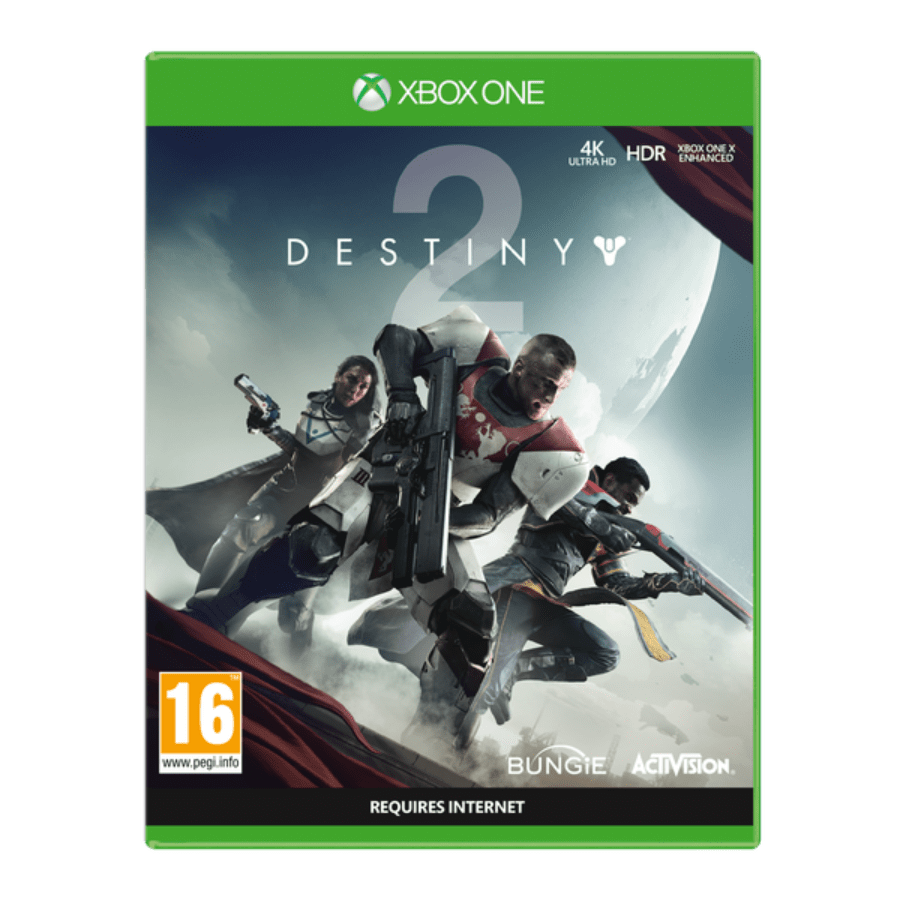 XBOX ONE
4K
ULTRA HD
HDR
XBOX ONE X
ENHANCED
2
DESTINY
16
™
www.pegi.info
BUNGiE
ACTIVISION®
REQUIRES INTERNET